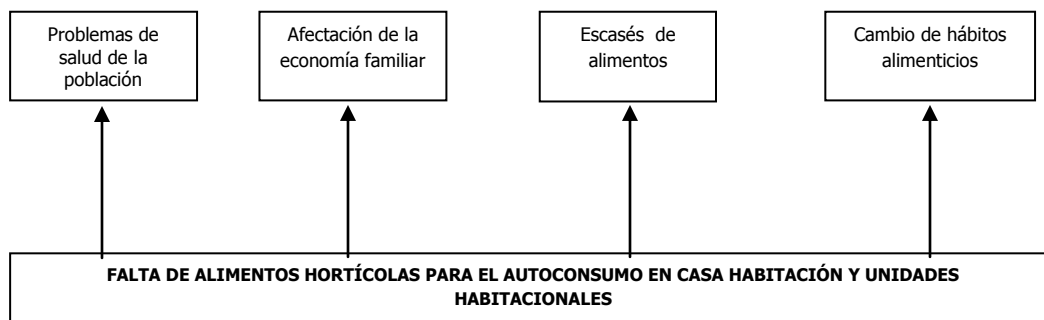 Problemas de
salud de la
población
Afectación de la
economía familiar
Escasés de
alimentos
Cambio de hábitos
alimenticios
FALTA DE ALIMENTOS HORTÍCOLAS PARA EL AUTOCONSUMO EN CASA HABITACIÓN Y UNIDADES
HABITACIONALES